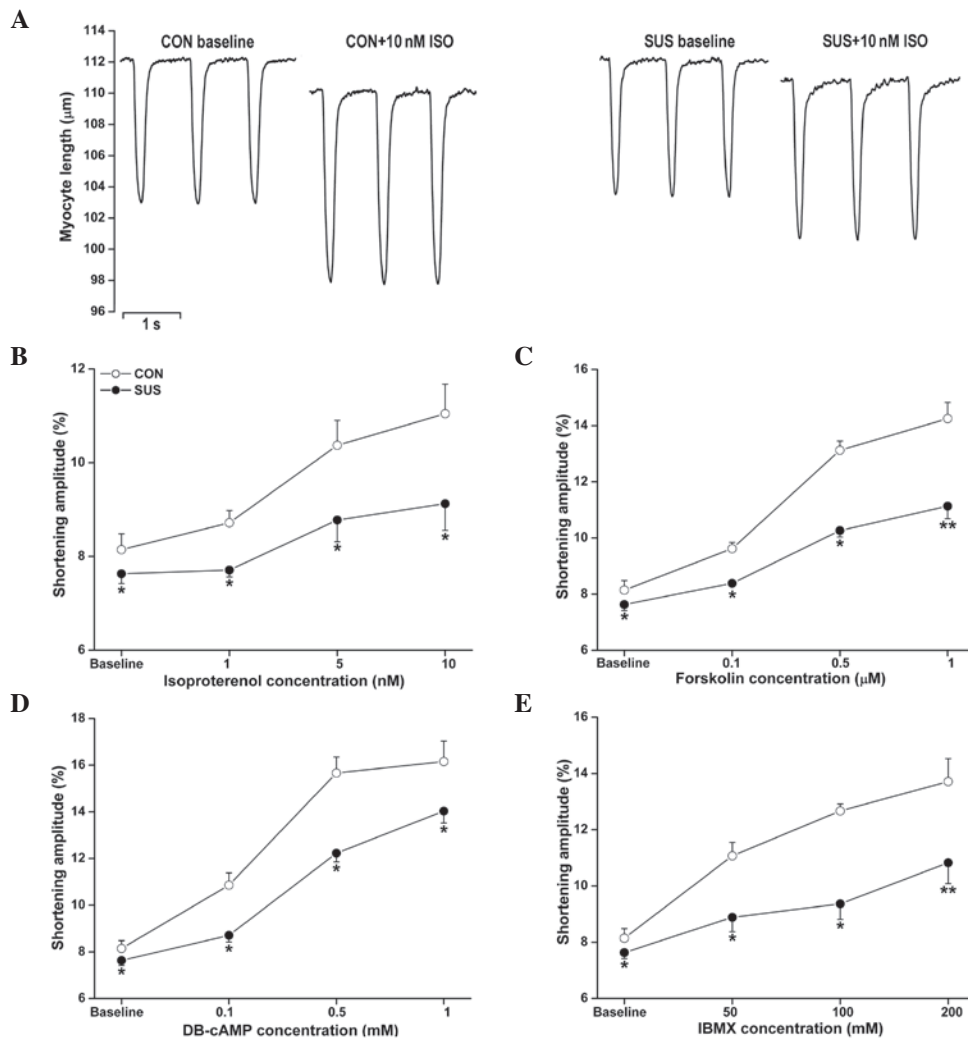 A
Myocyte length (μm)
114
112
110
108
106
104
102
100
98
96
CON baseline
CON+10 nM ISO
SUS baseline
SUS+10 nM ISO
1 s
B
Shortening amplitude (%)
12
10
8
6
CON
SUS
*
*
*
*
Baseline
1
5
10
Isoproterenol concentration (nM)
C
Shortening amplitude (%)
16
14
12
10
8
6
*
*
*
**
Baseline
0.1
0.5
1
Forskolin concentration (μM)
D
Shortening amplitude (%)
18
16
14
12
10
8
6
*
*
*
*
Baseline
0.1
0.5
1
DB-cAMP concentration (mM)
E
Shortening amplitude (%)
16
14
12
10
8
6
*
*
*
**
Baseline
50
100
200
IBMX concentration (mM)